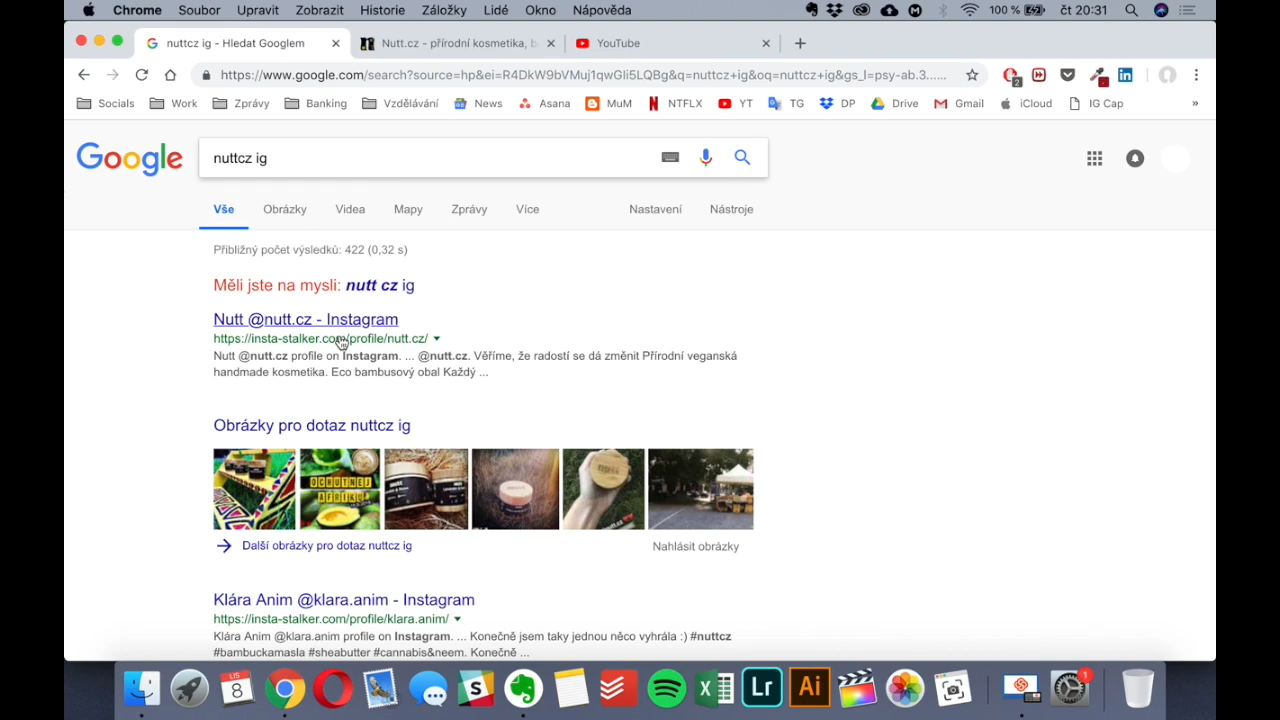 Chrome Soubor Upravit Zobrazit Historie Záložky Lidé Okno Nápověda 100 % čt 20:31
nuttcz ig - Hledat Googlem Nutt.cz - přírodní kosmetika, b YouTube
https://www.google.com/search?source=hp&ei=R4DkW9bVMuj1qwGli5LQBg&q=nuttcz+ig&oq=nuttcz+ig&gs_l=psy-ab.3...... 2
Socials Work Zprávy Banking Vzdělávání News Asana MuM NTFLX YT TG DP Drive Gmail iCloud IG Cap »
Google nuttcz ig
Vše Obrázky Videa Mapy Zprávy Více Nastavení Nástroje
Přibližný počet výsledků: 422 (0,32 s)
Měli jste na mysli: nutt cz ig
Nutt @nutt.cz - Instagram
https://insta-stalker.com/profile/nutt.cz/
Nutt @nutt.cz profile on Instagram. ... @nutt.cz. Věříme, že radostí se dá změnit Přírodní veganská
handmade kosmetika. Eco bambusový obal Každý ...
Obrázky pro dotaz nuttcz ig
OCHUTNEJ
AFRIKU
Další obrázky pro dotaz nuttcz ig Nahlásit obrázky
Klára Anim @klara.anim - Instagram
https://insta-stalker.com/profile/klara.anim/
Klára Anim @klara.anim profile on Instagram. ... Konečně jsem taky jednou něco vyhrála :) #nuttcz
#bambuckamasla #sheabutter #cannabis&neem. Konečně ...
LIS
8
Lr Ai 1